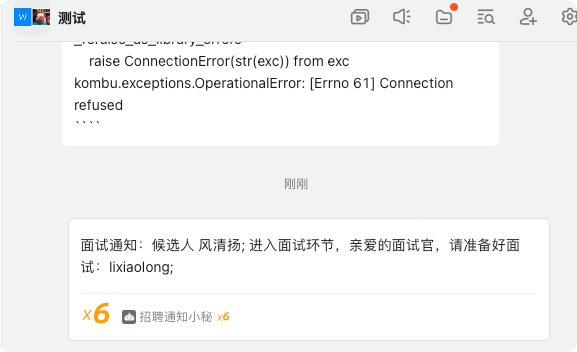 测试
raise ConnectionError(str(exc)) from exc
kombu.exceptions.OperationalError: [Errno 61] Connection
refused
````
刚刚
面试通知：候选人 风清扬; 进入面试环节，亲爱的面试官，请准备好面
试：lixiaolong;
x6 招聘通知小秘 x6